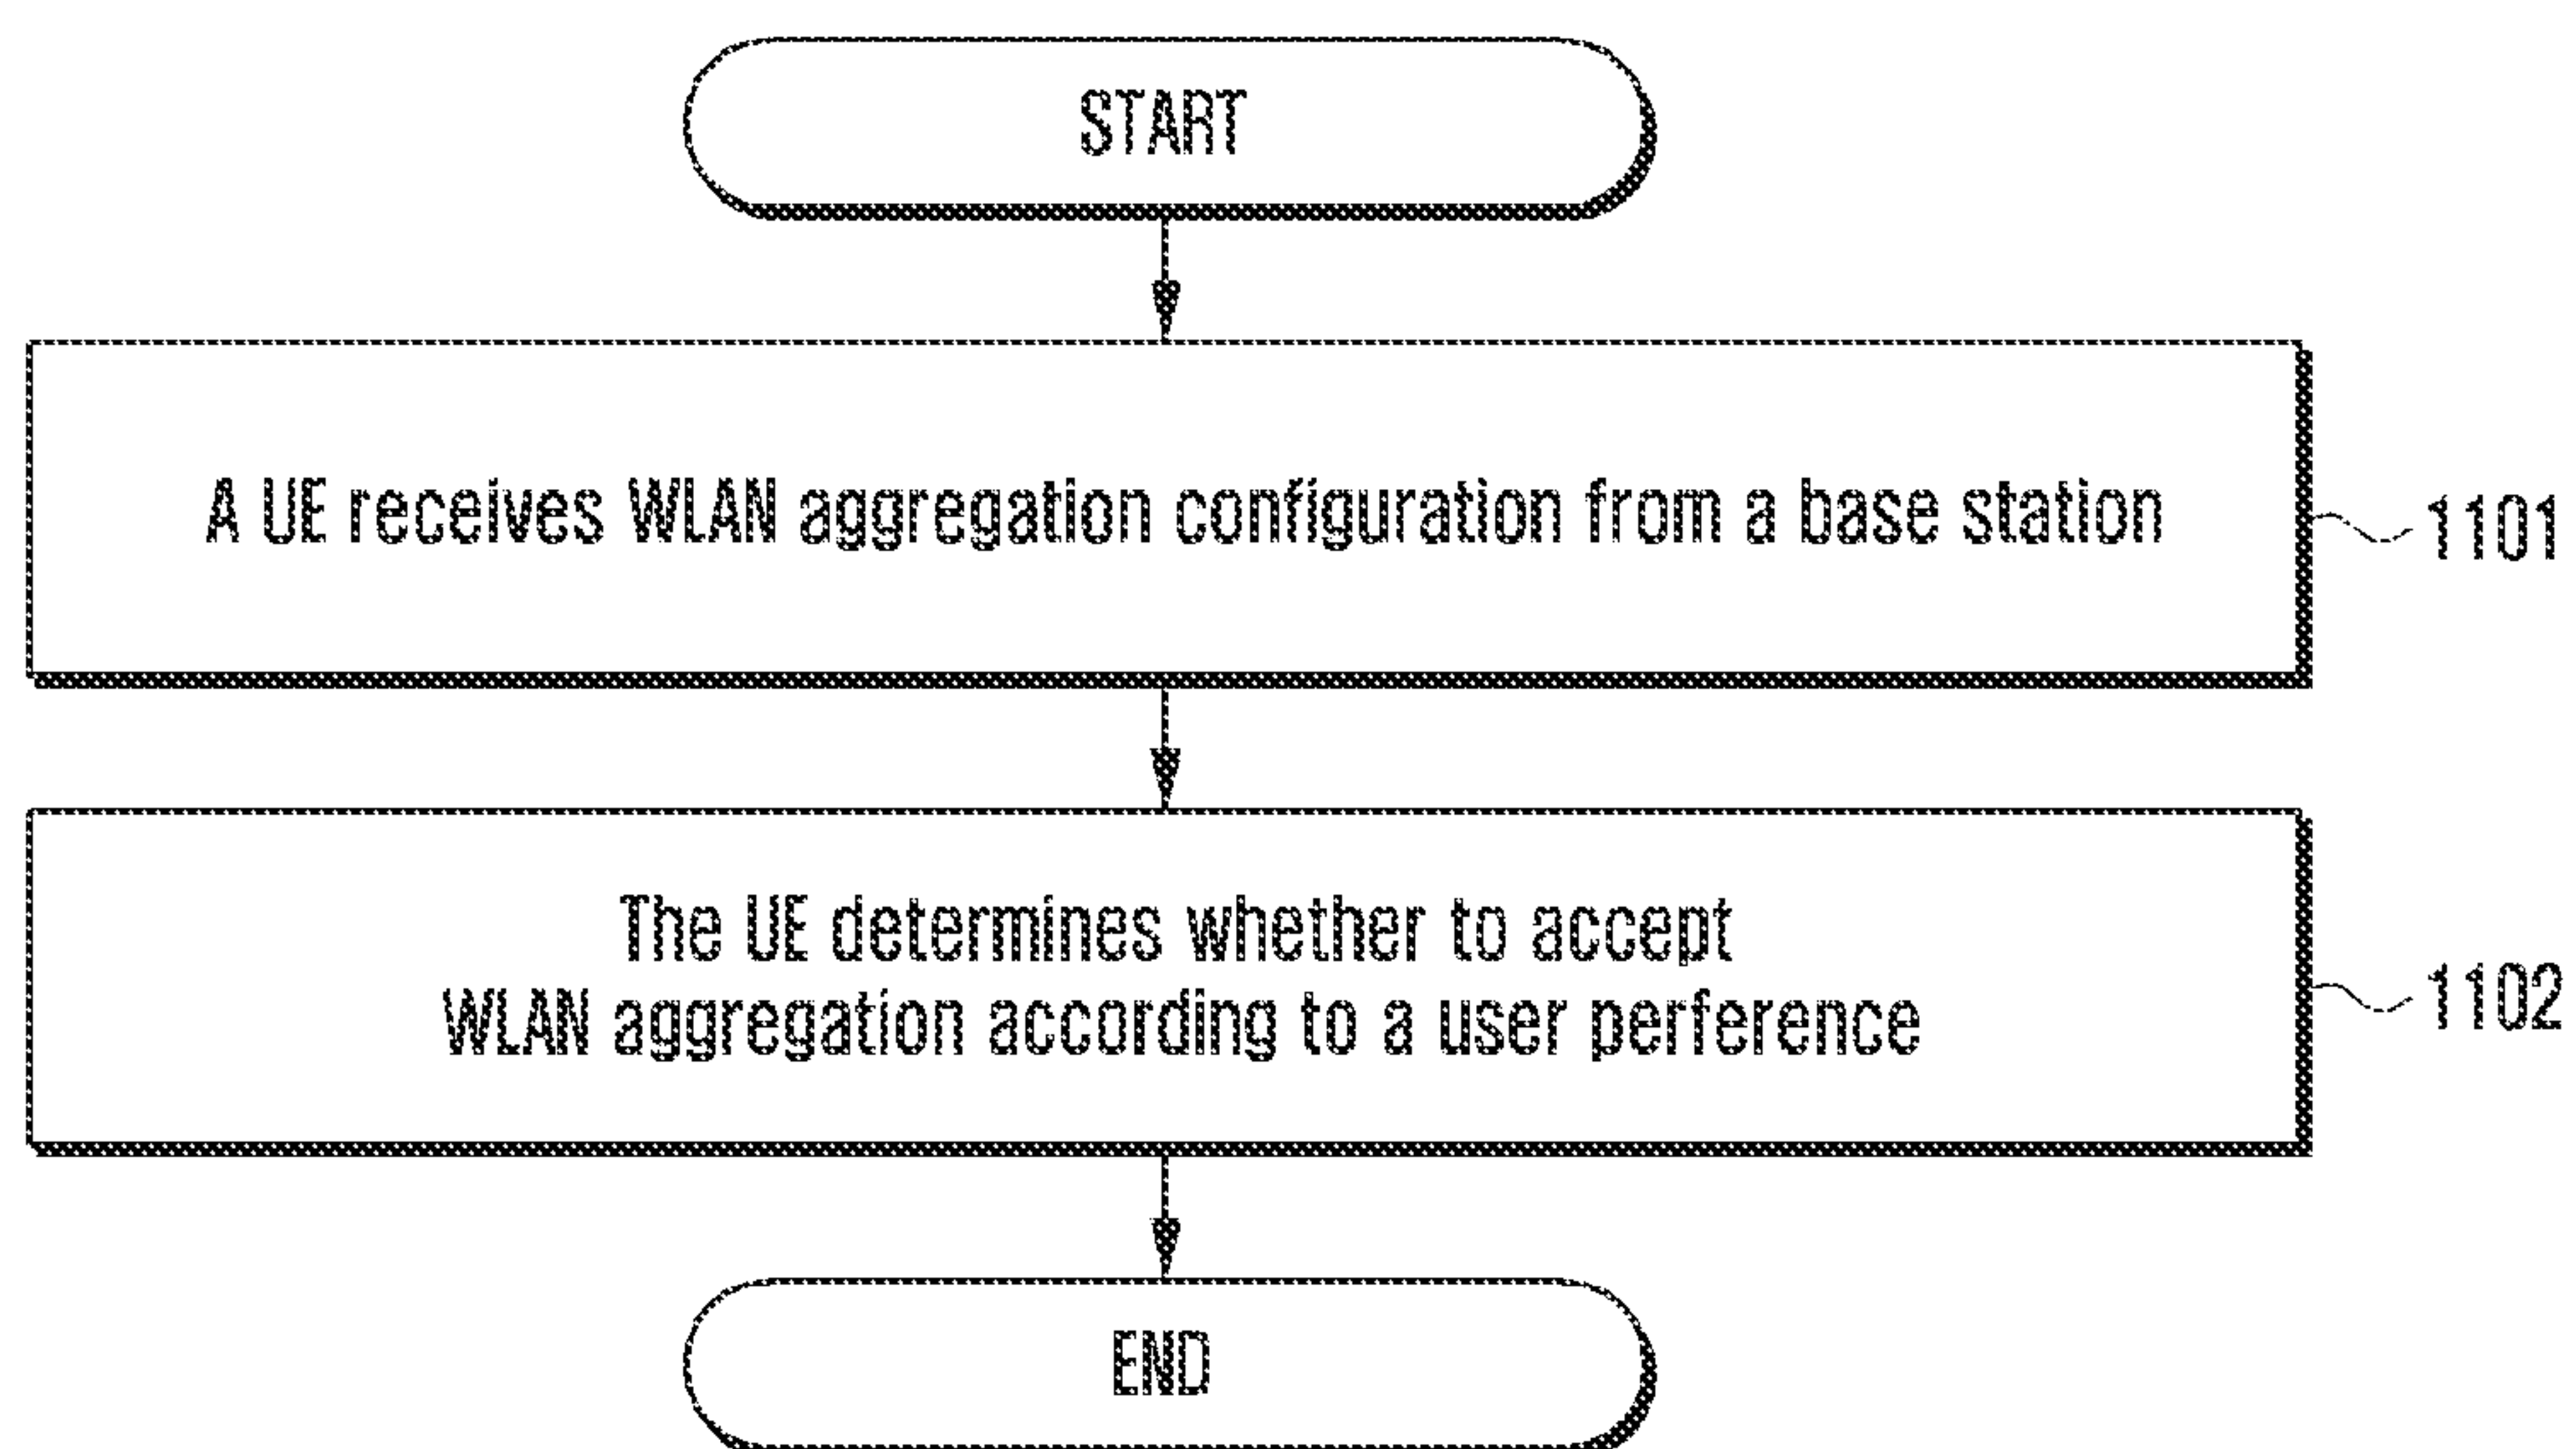 START
A UE receives WLAN aggregation configuration from a base station
1101
The UE determines whether to accept
WLAN aggregation according to a user perference
1102
END